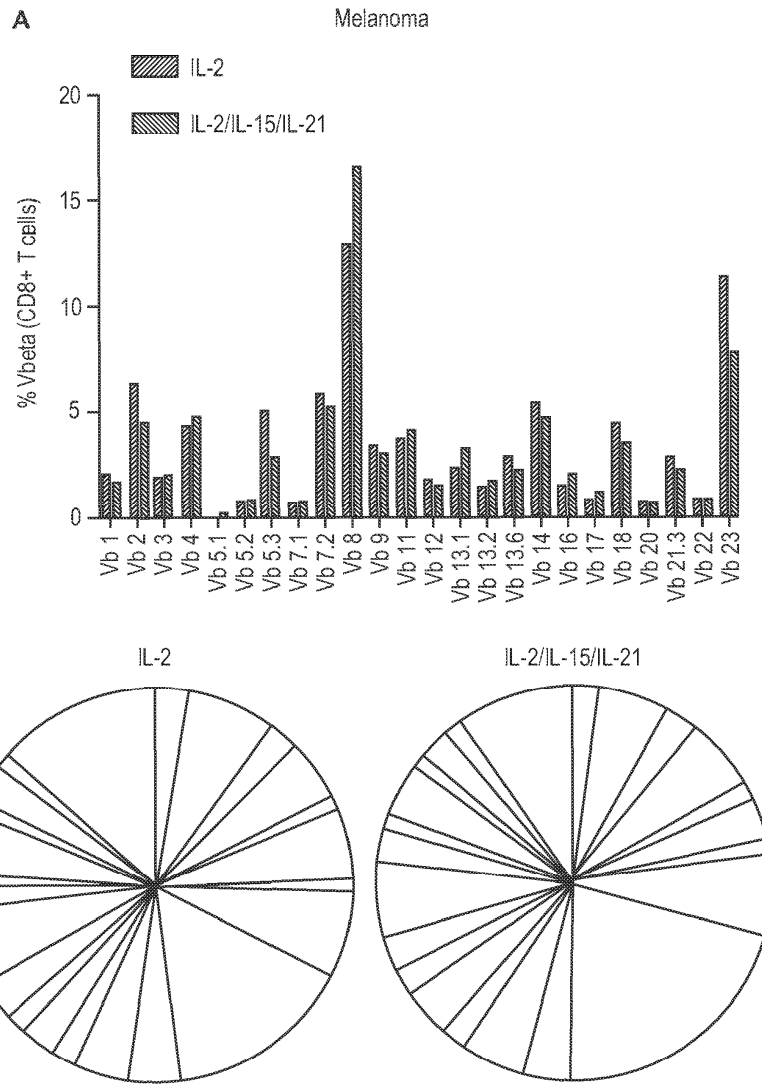 A
Melanoma
IL-2
IL-2/IL-15/IL-21
% Vbeta (CD8+ T cells)
20
15
10
5
0
Vb 1
Vb 2
Vb 3
Vb 4
Vb 5.1
Vb 5.2
Vb 5.3
Vb 7.1
Vb 7.2
Vb 8
Vb 9
Vb 11
Vb 12
Vb 13.1
Vb 13.2
Vb 13.6
Vb 14
Vb 16
Vb 17
Vb 18
Vb 20
Vb 21.3
Vb 22
Vb 23
IL-2
IL-2/IL-15/IL-21